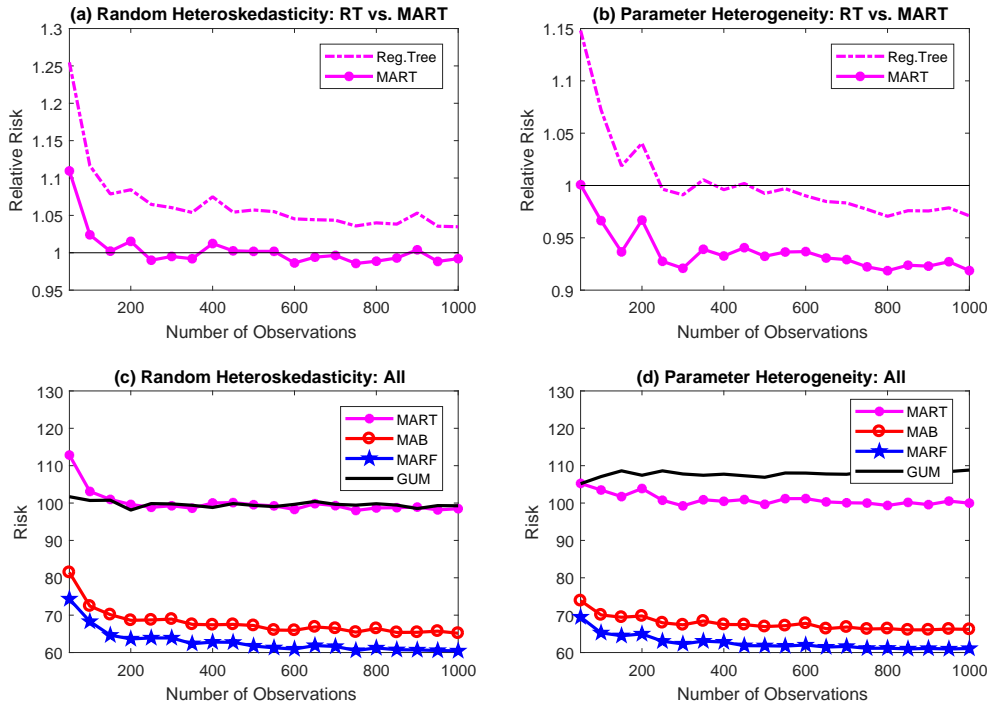 (a) Random Heteroskedasticity: RT vs. MART
1.3
1.25
1.2
1.15
1.1
1.05
1
0.95
Relative Risk
Reg.Tree
MART
200
400
600
800
1000
Number of Observations
(b) Parameter Heterogeneity: RT vs. MART
1.15
1.1
1.05
1
0.95
0.9
Relative Risk
Reg.Tree
MART
200
400
600
800
1000
Number of Observations
(c) Random Heteroskedasticity: All
130
120
110
100
90
80
70
60
Risk
MART
MAB
MARF
GUM
200
400
600
800
1000
Number of Observations
(d) Parameter Heterogeneity: All
130
120
110
100
90
80
70
60
Risk
MART
MAB
MARF
GUM
200
400
600
800
1000
Number of Observations